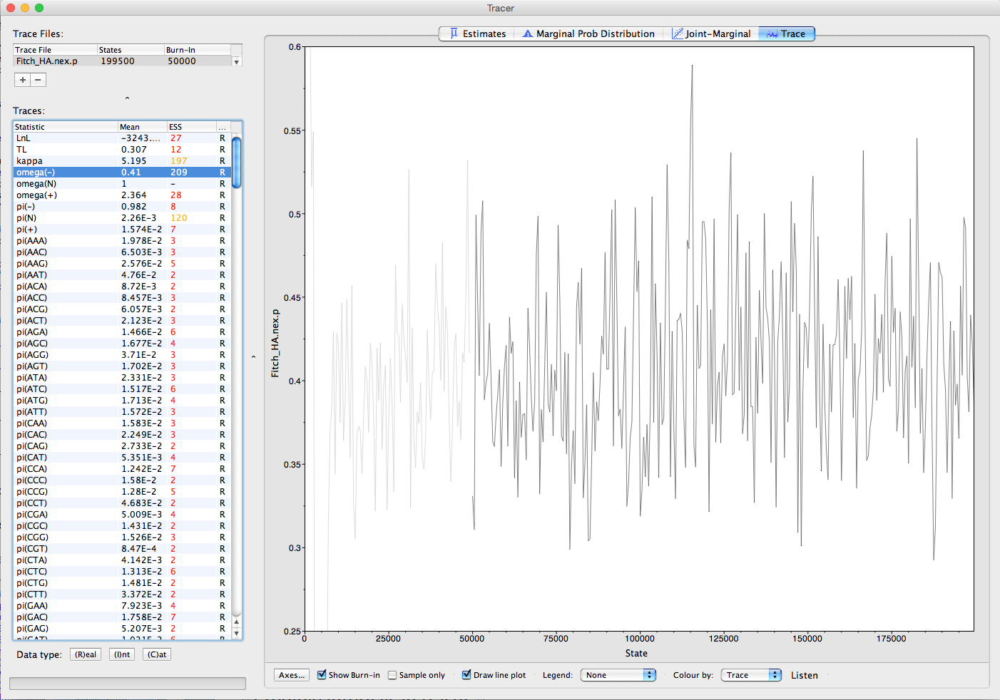 Tracer
Trace Files:
Trace File States Burn-In
Fitch_HA.nex.p 199500 50000
+ −
Traces:
Statistic Mean ESS ...
LnL -3243.... 27 R
TL 0.307 12 R
kappa 5.195 197 R
omega(-) 0.41 209 R
omega(N) 1 - R
omega(+) 2.364 28 R
pi(-) 0.982 8 R
pi(N) 2.26E-3 120 R
pi(+) 1.574E-2 7 R
pi(AAA) 1.978E-2 3 R
pi(AAC) 6.503E-3 3 R
pi(AAG) 2.576E-2 5 R
pi(AAT) 4.76E-2 2 R
pi(ACA) 8.72E-3 2 R
pi(ACC) 8.457E-3 3 R
pi(ACG) 6.057E-3 2 R
pi(ACT) 2.123E-2 3 R
pi(AGA) 1.466E-2 6 R
pi(AGC) 1.677E-2 4 R
pi(AGG) 3.71E-2 3 R
pi(AGT) 1.702E-2 3 R
pi(ATA) 2.331E-2 3 R
pi(ATC) 1.517E-2 6 R
pi(ATG) 1.713E-2 4 R
pi(ATT) 1.572E-2 3 R
pi(CAA) 1.583E-2 3 R
pi(CAC) 2.249E-2 3 R
pi(CAG) 2.733E-2 2 R
pi(CAT) 5.351E-3 4 R
pi(CCA) 1.242E-2 7 R
pi(CCC) 1.58E-2 2 R
pi(CCG) 1.28E-2 5 R
pi(CCT) 4.683E-2 2 R
pi(CGA) 5.009E-3 4 R
pi(CGC) 1.431E-2 2 R
pi(CGG) 1.526E-2 3 R
pi(CGT) 8.47E-4 2 R
pi(CTA) 4.142E-3 2 R
pi(CTC) 1.313E-2 6 R
pi(CTG) 1.481E-2 2 R
pi(CTT) 3.372E-2 2 R
pi(GAA) 7.923E-3 4 R
pi(GAC) 1.758E-2 7 R
pi(GAG) 5.207E-3 2 R
Data type: (R)eal (I)nt (C)at
Estimates Marginal Prob Distribution Joint-Marginal Trace
0.6
0.55
0.5
0.45
0.4
0.35
0.3
0.25
Fitch_HA.nex.p
0 25000 50000 75000 100000 125000 150000 175000
State
Axes... Show Burn-in Sample only Draw line plot Legend: None Colour by: Trace Listen